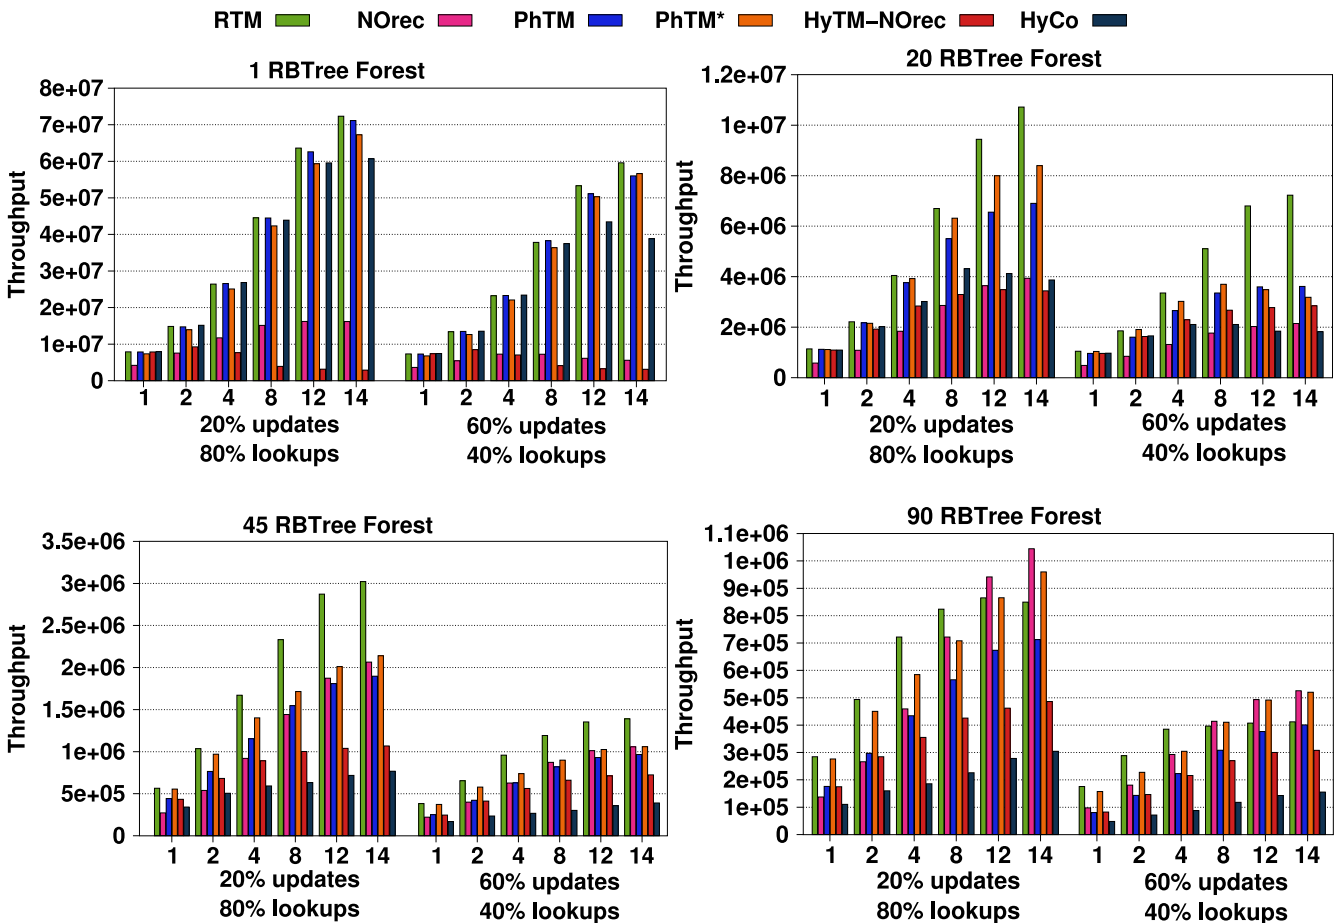 RTM NOrec PhTM PhTM* HyTM–NOrec HyCo
1 RBTree Forest
Throughput
8e+07
7e+07
6e+07
5e+07
4e+07
3e+07
2e+07
1e+07
0
1 2 4 8 12 14 1 2 4 8 12 14
20% updates 60% updates
80% lookups 40% lookups
20 RBTree Forest
Throughput
1.2e+07
1e+07
8e+06
6e+06
4e+06
2e+06
0
1 2 4 8 12 14 1 2 4 8 12 14
20% updates 60% updates
80% lookups 40% lookups
45 RBTree Forest
Throughput
3.5e+06
3e+06
2.5e+06
2e+06
1.5e+06
1e+06
5e+05
0
1 2 4 8 12 14 1 2 4 8 12 14
20% updates 60% updates
80% lookups 40% lookups
90 RBTree Forest
Throughput
1.1e+06
1e+06
9e+05
8e+05
7e+05
6e+05
5e+05
4e+05
3e+05
2e+05
1e+05
0
1 2 4 8 12 14 1 2 4 8 12 14
20% updates 60% updates
80% lookups 40% lookups